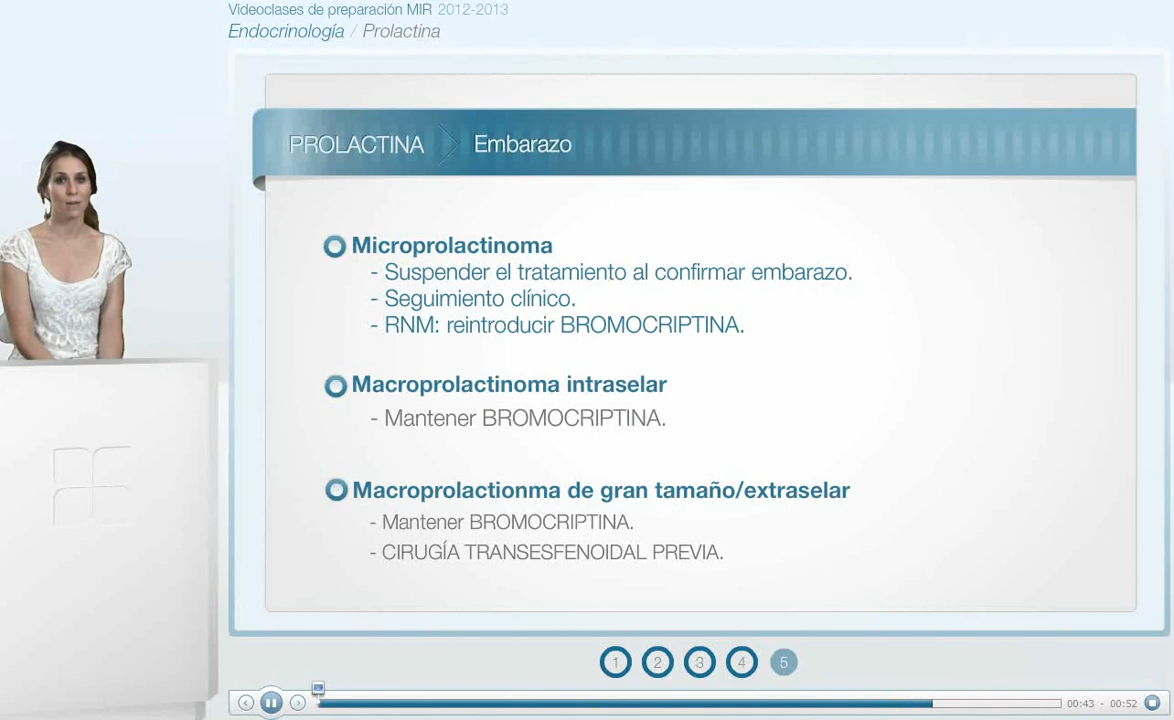 Videoclases de preparación MIR 2012-2013
Endocrinología / Prolactina
PROLACTINA Embarazo
Microprolactinoma
- Suspender el tratamiento al confirmar embarazo.
- Seguimiento clínico.
- RNM: reintroducir BROMOCRIPTINA.
Macroprolactinoma intraselar
- Mantener BROMOCRIPTINA.
Macroprolactionma de gran tamaño/extraselar
- Mantener BROMOCRIPTINA.
- CIRUGÍA TRANSESFENOIDAL PREVIA.
1 2 3 4 5
00:43 - 00:52